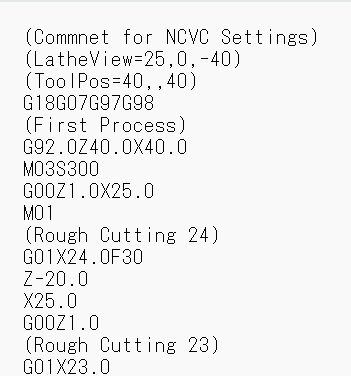 (Commnet for NCVC Settings)
(LatheView=25,0,-40)
(ToolPos=40,,40)
G18G07G97G98
(First Process)
G92.0Z40.0X40.0
M03S300
G00Z1.0X25.0
M01
(Rough Cutting 24)
G01X24.0F30
Z-20.0
X25.0
G00Z1.0
(Rough Cutting 23)
G01X23.0